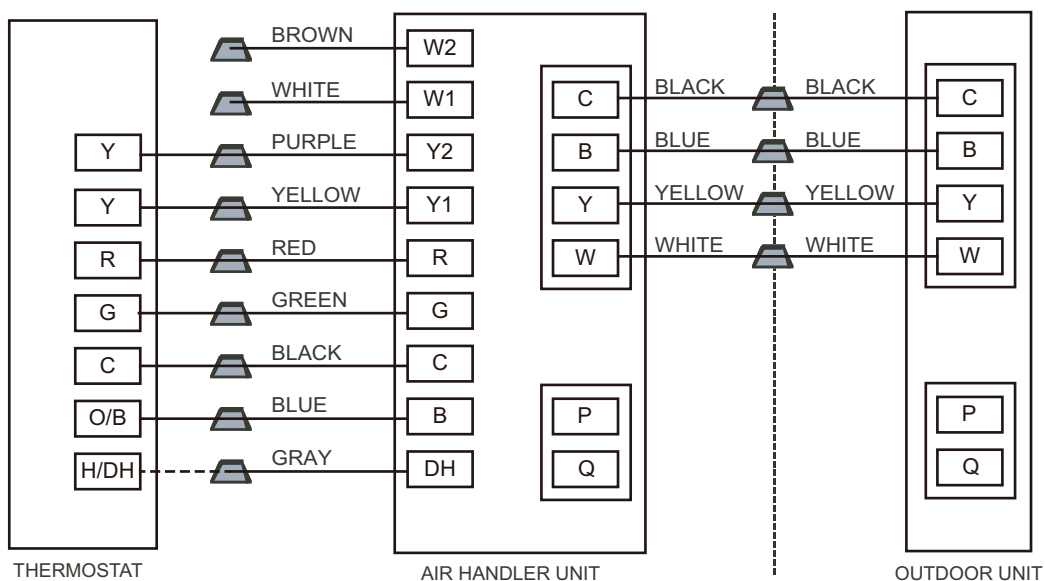 BROWN
W2
WHITE
W1
C
BLACK
BLACK
C
Y
PURPLE
Y2
B
BLUE
BLUE
B
Y
YELLOW
Y1
Y
YELLOW
YELLOW
Y
R
RED
R
W
WHITE
WHITE
W
G
GREEN
G
C
BLACK
C
O/B
BLUE
B
P
P
H/DH
GRAY
DH
Q
Q
THERMOSTAT
AIR HANDLER UNIT
OUTDOOR UNIT